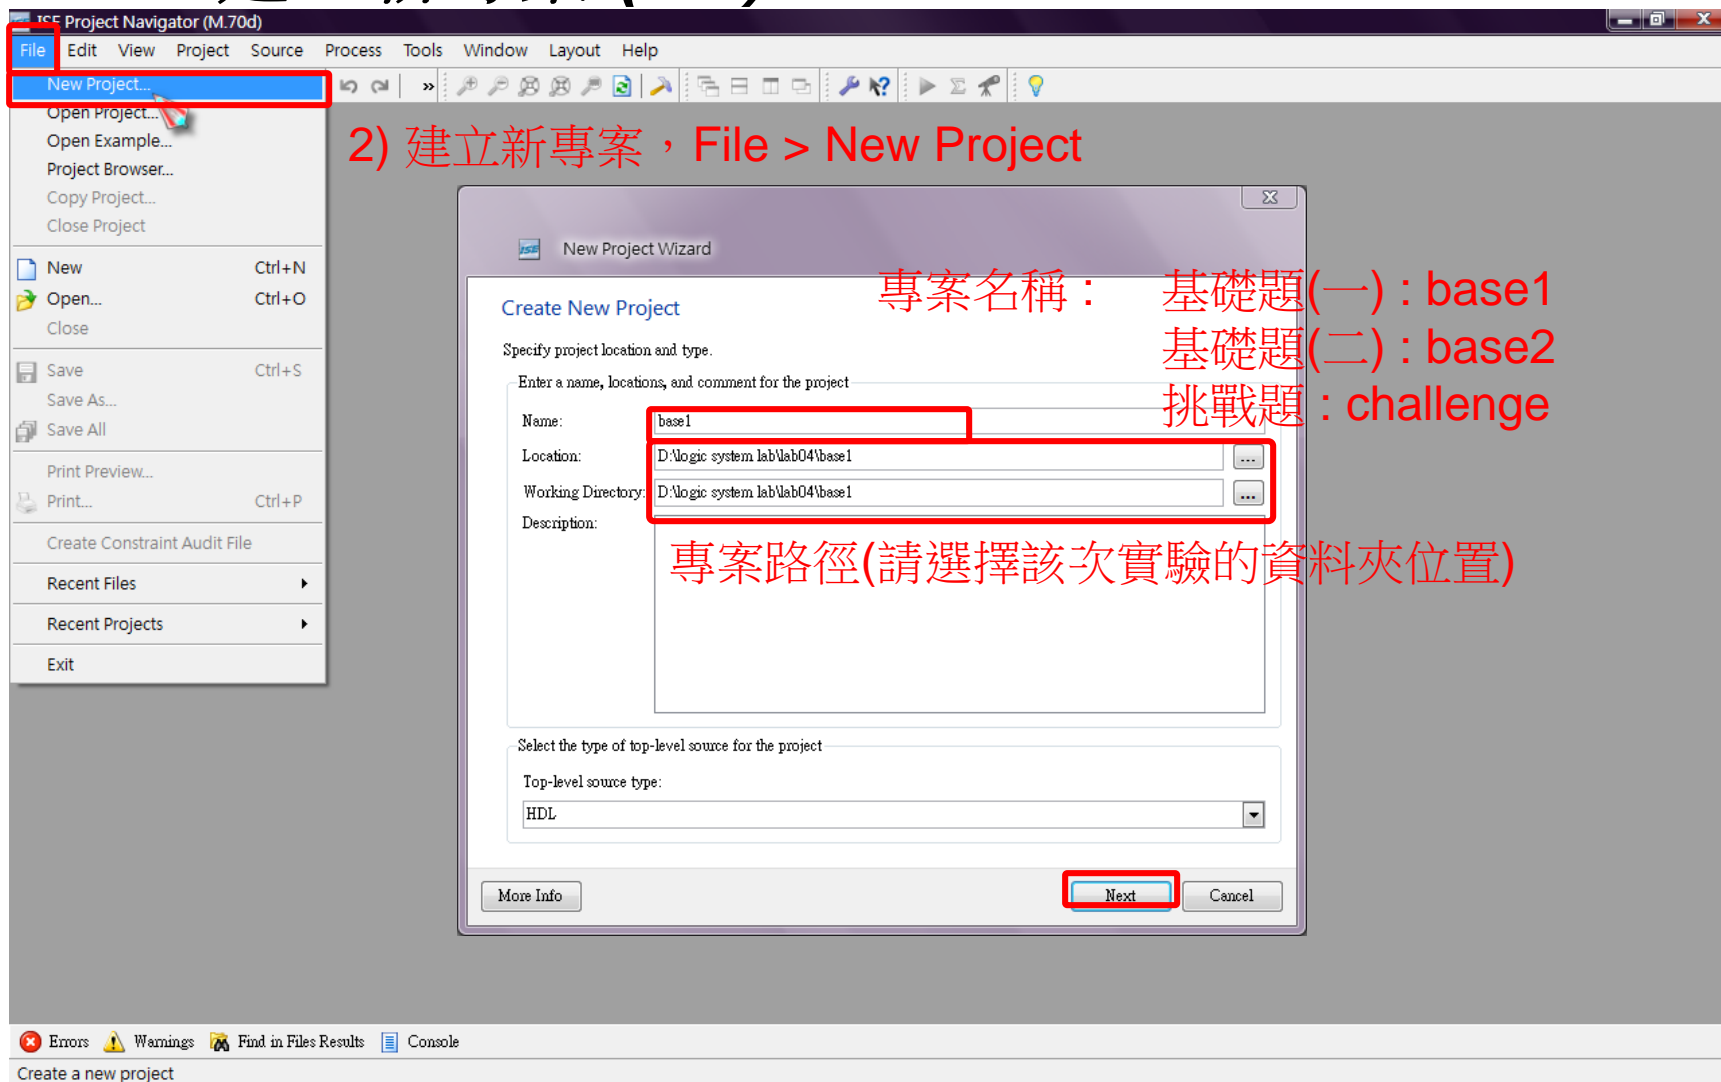 ISE Project Navigator (M.70d)
File Edit View Project Source Process Tools Window Layout Help
New Project...
Open Project...
Open Example...
Project Browser...
Copy Project...
Close Project
New Ctrl+N
Open... Ctrl+O
Close
Save Ctrl+S
Save As...
Save All
Print Preview...
Print... Ctrl+P
Create Constraint Audit File
Recent Files
Recent Projects
Exit
2) 建立新專案，File > New Project
New Project Wizard
專案名稱： 基礎題(一) : base1
基礎題(二) : base2
挑戰題 : challenge
Create New Project
Specify project location and type.
Enter a name, locations, and comment for the project
Name: base1
Location: D:\logic system lab\lab04\base1 ...
Working Directory: D:\logic system lab\lab04\base1 ...
Description:
專案路徑(請選擇該次實驗的資料夾位置)
Select the type of top-level source for the project
Top-level source type:
HDL
More Info Next Cancel
Errors Warnings Find in Files Results Console
Create a new project